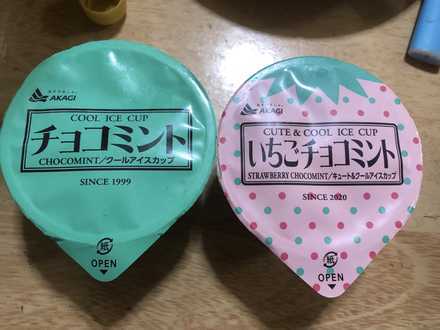 AKAGI
COOL ICE CUP
チョコミント
CHOCOMINT/クールアイスカップ
SINCE 1999
紙
OPEN
AKAGI
CUTE & COOL ICE CUP
いちごチョコミント
STRAWBERRY CHOCOMINT/キュート&クールアイスカップ
SINCE 2020
紙
OPEN